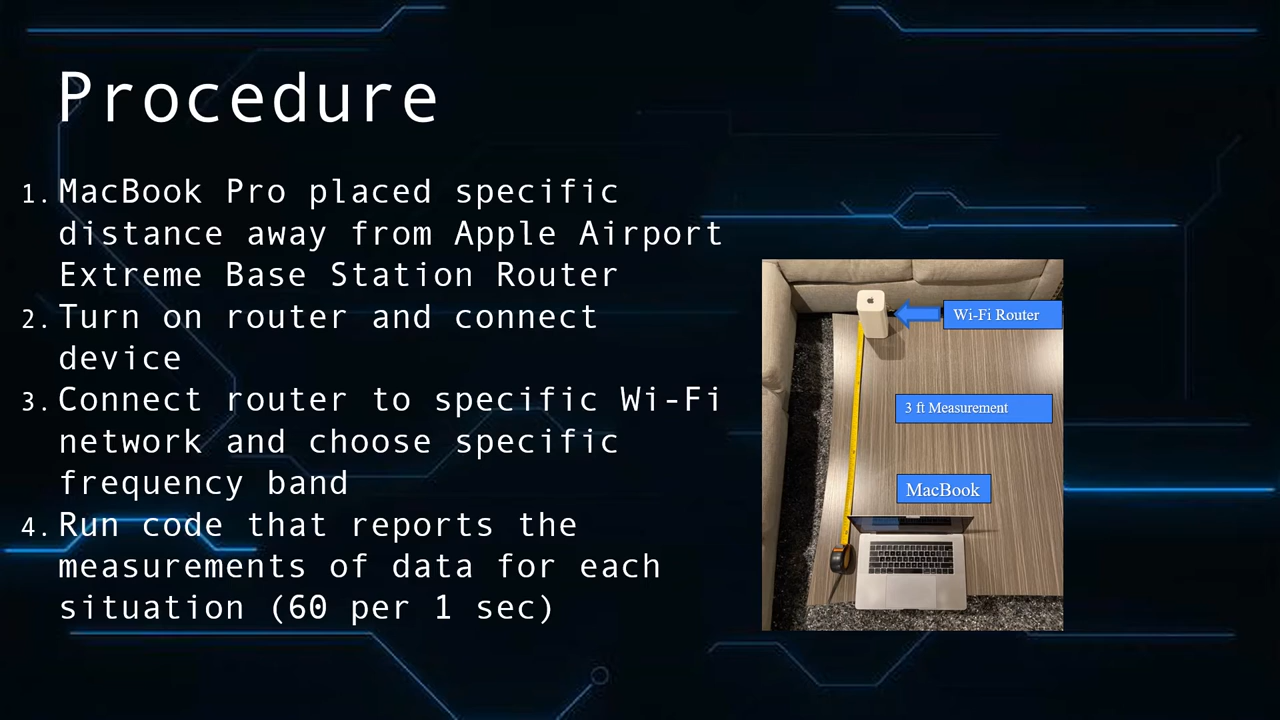 Procedure
1. MacBook Pro placed specific
distance away from Apple Airport
Extreme Base Station Router
2. Turn on router and connect
device
3. Connect router to specific Wi-Fi
network and choose specific
frequency band
4. Run code that reports the
measurements of data for each
situation (60 per 1 sec)
Wi-Fi Router
3 ft Measurement
MacBook